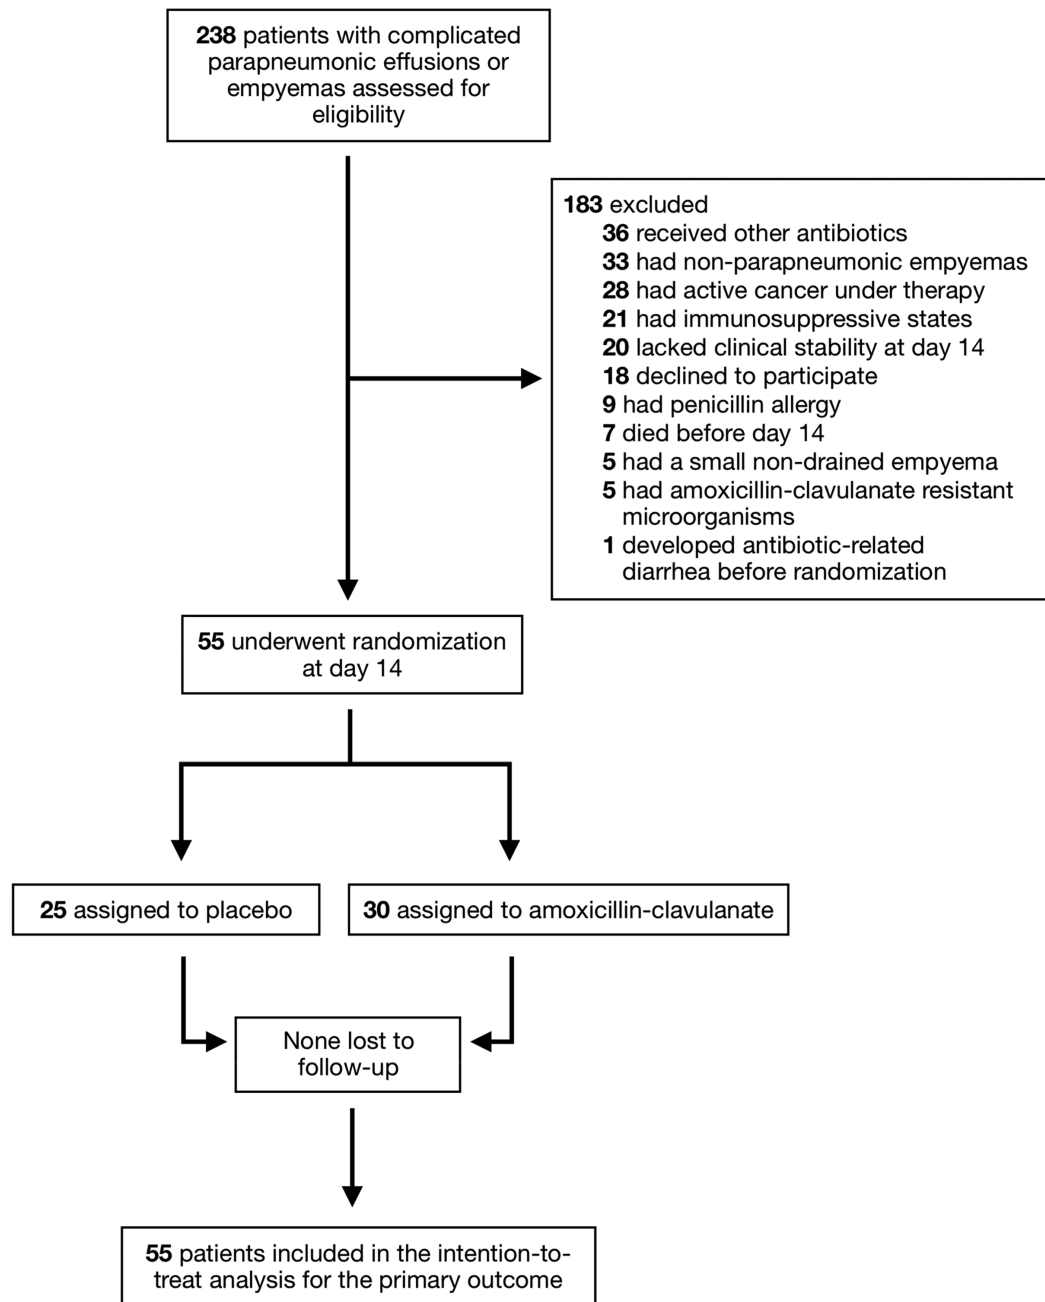 238 patients with complicated
parapneumonic effusions or
empyemas assessed for
eligibility
183 excluded
36 received other antibiotics
33 had non-parapneumonic empyemas
28 had active cancer under therapy
21 had immunosuppressive states
20 lacked clinical stability at day 14
18 declined to participate
9 had penicillin allergy
7 died before day 14
5 had a small non-drained empyema
5 had amoxicillin-clavulanate resistant
microorganisms
1 developed antibiotic-related
diarrhea before randomization
55 underwent randomization
at day 14
25 assigned to placebo
30 assigned to amoxicillin-clavulanate
None lost to
follow-up
55 patients included in the intention-to-
treat analysis for the primary outcome